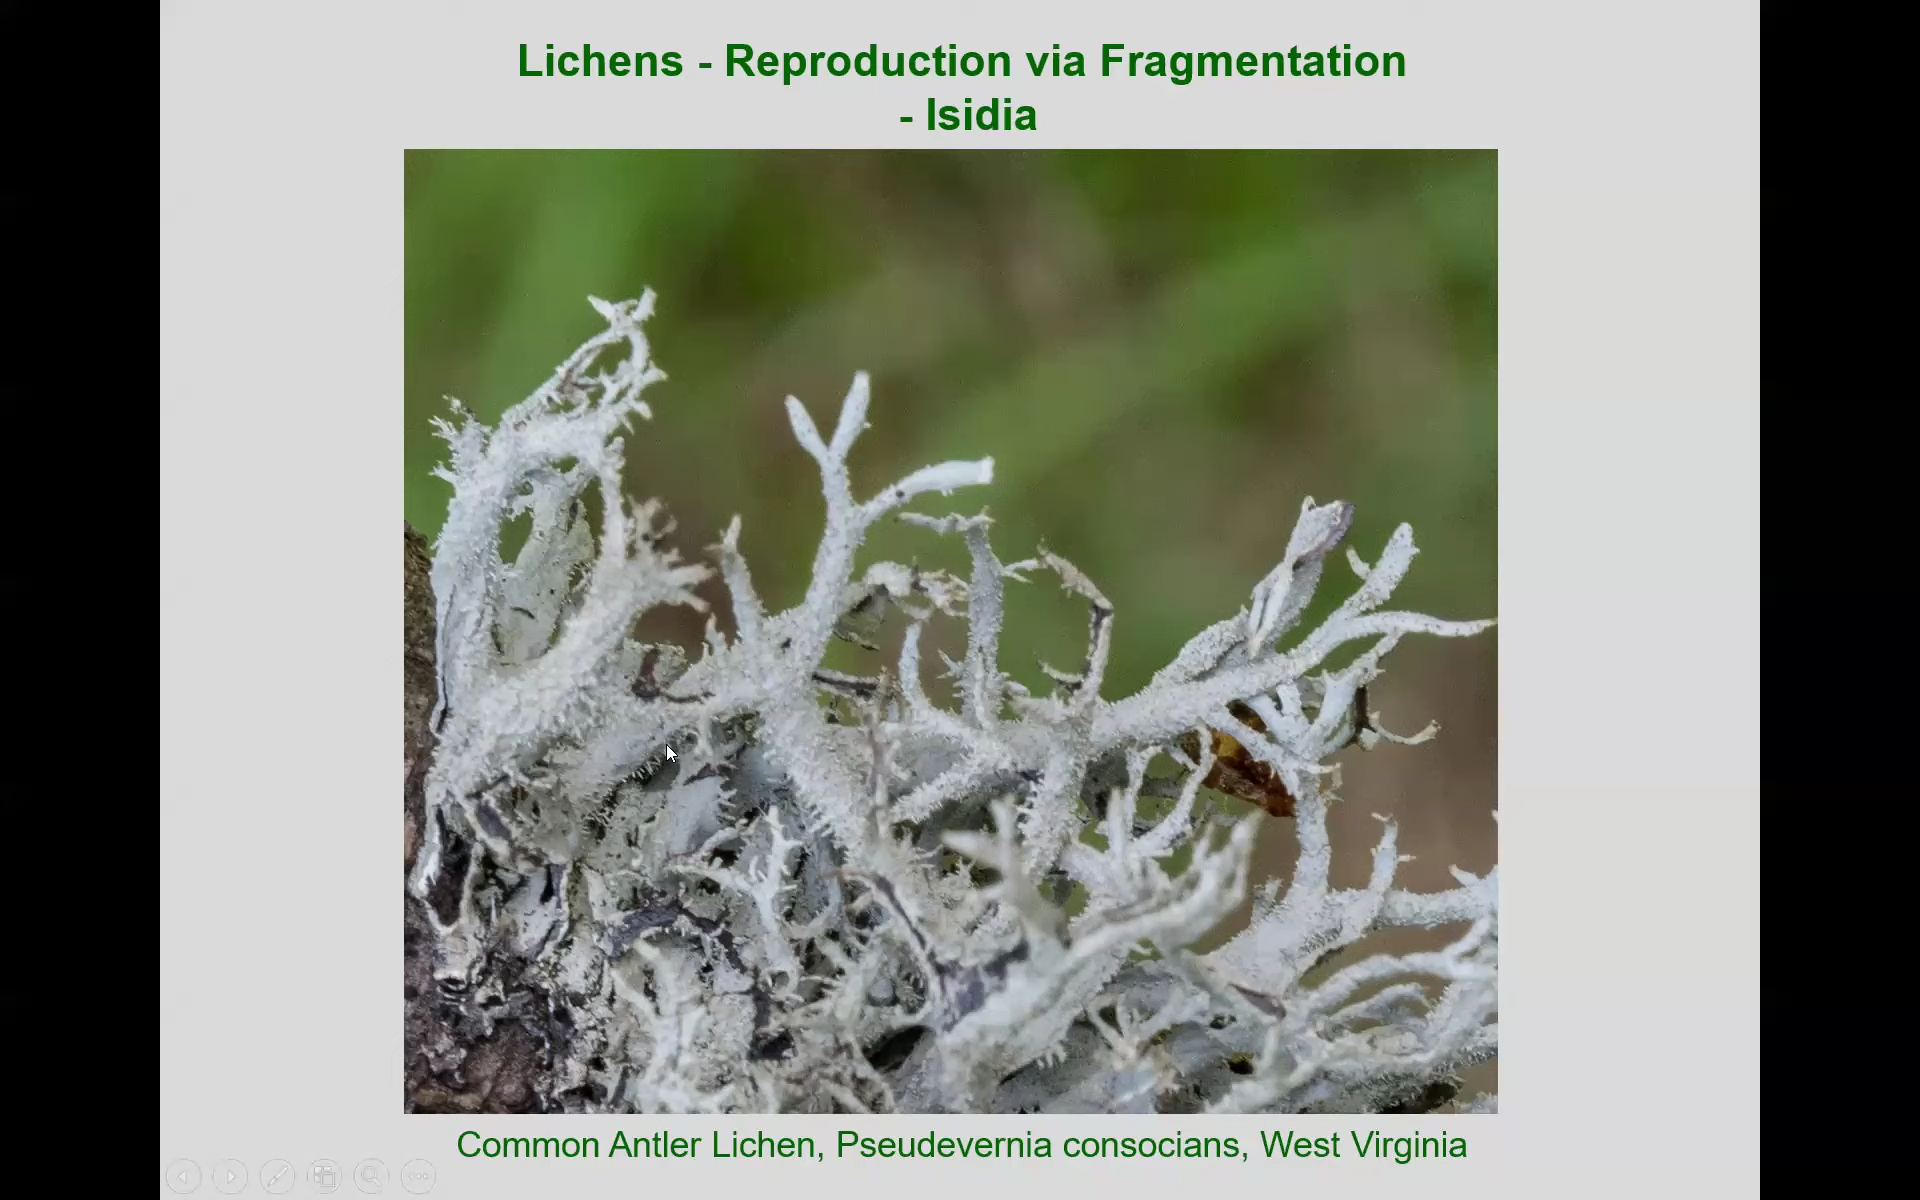 Lichens - Reproduction via Fragmentation
- Isidia
Common Antler Lichen, Pseudevernia consocians, West Virginia